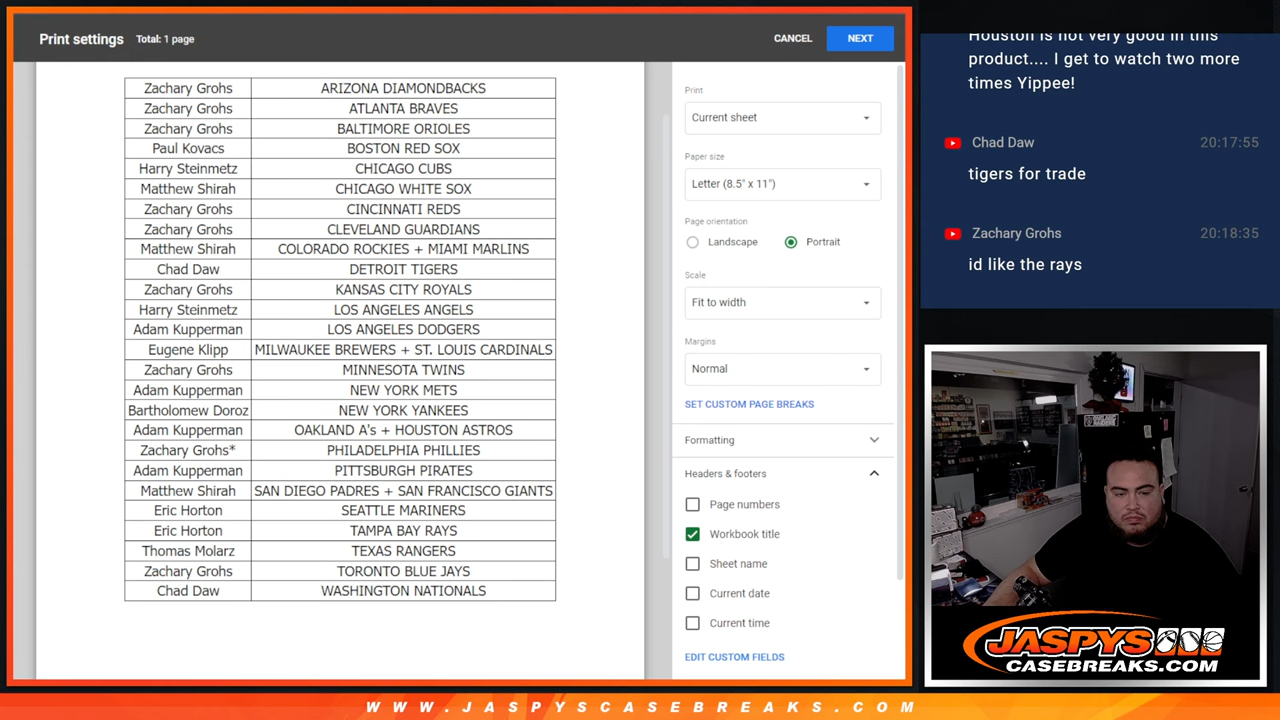 Print settings Total: 1 page
CANCEL NEXT
Zachary Grohs ARIZONA DIAMONDBACKS
Zachary Grohs ATLANTA BRAVES
Zachary Grohs BALTIMORE ORIOLES
Paul Kovacs BOSTON RED SOX
Harry Steinmetz CHICAGO CUBS
Matthew Shirah CHICAGO WHITE SOX
Zachary Grohs CINCINNATI REDS
Zachary Grohs CLEVELAND GUARDIANS
Matthew Shirah COLORADO ROCKIES + MIAMI MARLINS
Chad Daw DETROIT TIGERS
Zachary Grohs KANSAS CITY ROYALS
Harry Steinmetz LOS ANGELES ANGELS
Adam Kupperman LOS ANGELES DODGERS
Eugene Klipp MILWAUKEE BREWERS + ST. LOUIS CARDINALS
Zachary Grohs MINNESOTA TWINS
Adam Kupperman NEW YORK METS
Bartholomew Doroz NEW YORK YANKEES
Adam Kupperman OAKLAND A's + HOUSTON ASTROS
Zachary Grohs* PHILADELPHIA PHILLIES
Adam Kupperman PITTSBURGH PIRATES
Matthew Shirah SAN DIEGO PADRES + SAN FRANCISCO GIANTS
Eric Horton SEATTLE MARINERS
Eric Horton TAMPA BAY RAYS
Thomas Molarz TEXAS RANGERS
Zachary Grohs TORONTO BLUE JAYS
Chad Daw WASHINGTON NATIONALS
Print
Current sheet
Paper size
Letter (8.5" x 11")
Page orientation
Landscape Portrait
Scale
Fit to width
Margins
Normal
SET CUSTOM PAGE BREAKS
Formatting
Headers & footers
Page numbers
Workbook title
Sheet name
Current date
Current time
EDIT CUSTOM FIELDS
Houston is not very good in this
product.... I get to watch two more
times Yippee!
Chad Daw 20:17:55
tigers for trade
Zachary Grohs 20:18:35
id like the rays
JASPYS
CASEBREAKS.COM
WWW.JASPYSCASEBREAKS.COM